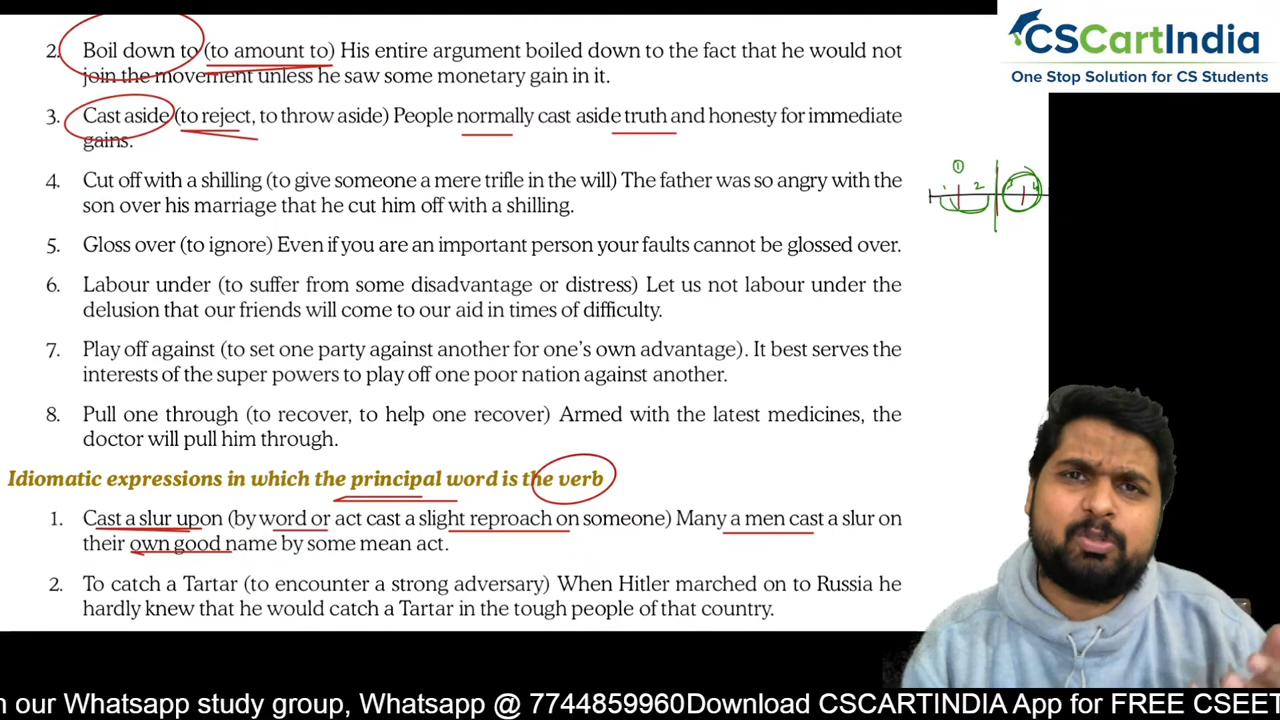 2. Boil down to (to amount to) His entire argument boiled down to the fact that he would not
join the movement unless he saw some monetary gain in it.
3. Cast aside (to reject, to throw aside) People normally cast aside truth and honesty for immediate
gains.
4. Cut off with a shilling (to give someone a mere trifle in the will) The father was so angry with the
son over his marriage that he cut him off with a shilling.
5. Gloss over (to ignore) Even if you are an important person your faults cannot be glossed over.
6. Labour under (to suffer from some disadvantage or distress) Let us not labour under the
delusion that our friends will come to our aid in times of difficulty.
7. Play off against (to set one party against another for one's own advantage). It best serves the
interests of the super powers to play off one poor nation against another.
8. Pull one through (to recover, to help one recover) Armed with the latest medicines, the
doctor will pull him through.
Idiomatic expressions in which the principal word is the verb
1. Cast a slur upon (by word or act cast a slight reproach on someone) Many a men cast a slur on
their own good name by some mean act.
2. To catch a Tartar (to encounter a strong adversary) When Hitler marched on to Russia he
hardly knew that he would catch a Tartar in the tough people of that country.
CSCartIndia
One Stop Solution for CS Students
1
2
4
n our Whatsapp study group, Whatsapp @ 7744859960Download CSCARTINDIA App for FREE CSEET